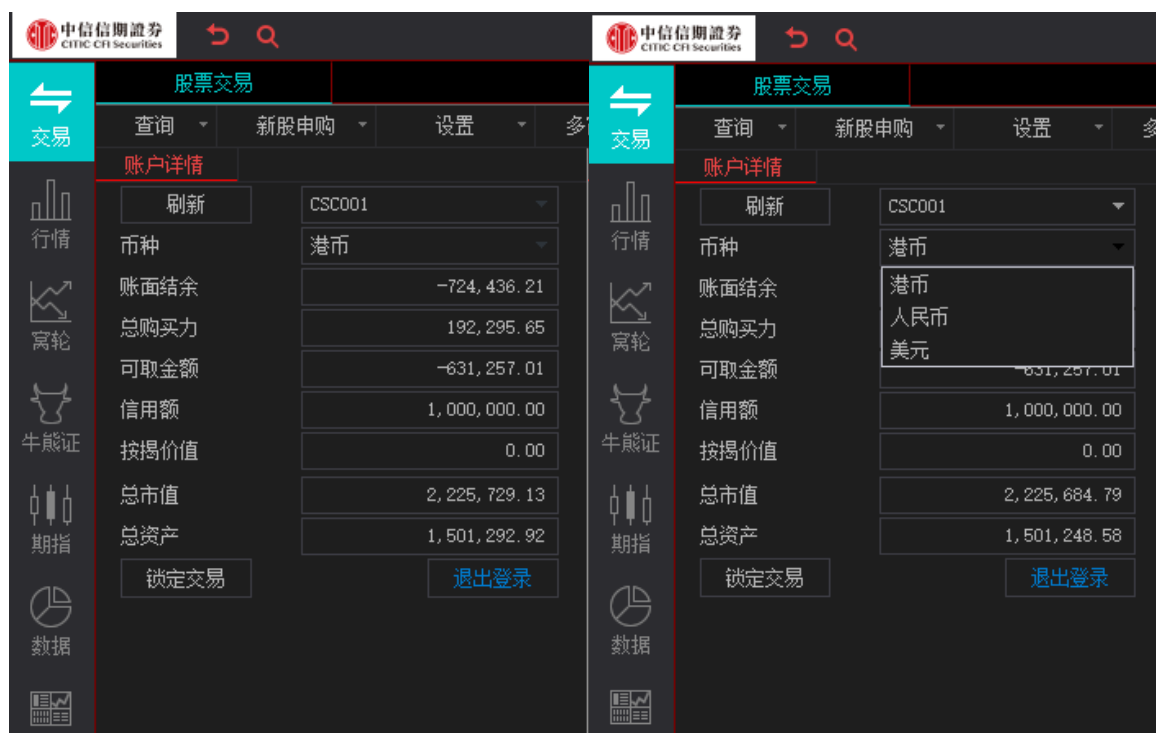 中信信期證券
CITIC CFI Securities
股票交易
查询
新股申购
设置
交易
账户详情
刷新
CSC001
行情
币种
港币
账面结余
-724,436.21
总购买力
192,295.65
窝轮
可取金额
-631,257.01
信用额
1,000,000.00
牛熊证
按揭价值
0.00
总市值
2,225,729.13
期指
总资产
1,501,292.92
锁定交易
退出登录
数据
中信信期證券
CITIC CFI Securities
股票交易
查询
新股申购
设置
多
交易
账户详情
刷新
CSC001
行情
币种
港币
账面结余
港币
总购买力
人民币
窝轮
美元
可取金额
-631,257.01
信用额
1,000,000.00
牛熊证
按揭价值
0.00
总市值
2,225,684.79
期指
总资产
1,501,248.58
锁定交易
退出登录
数据